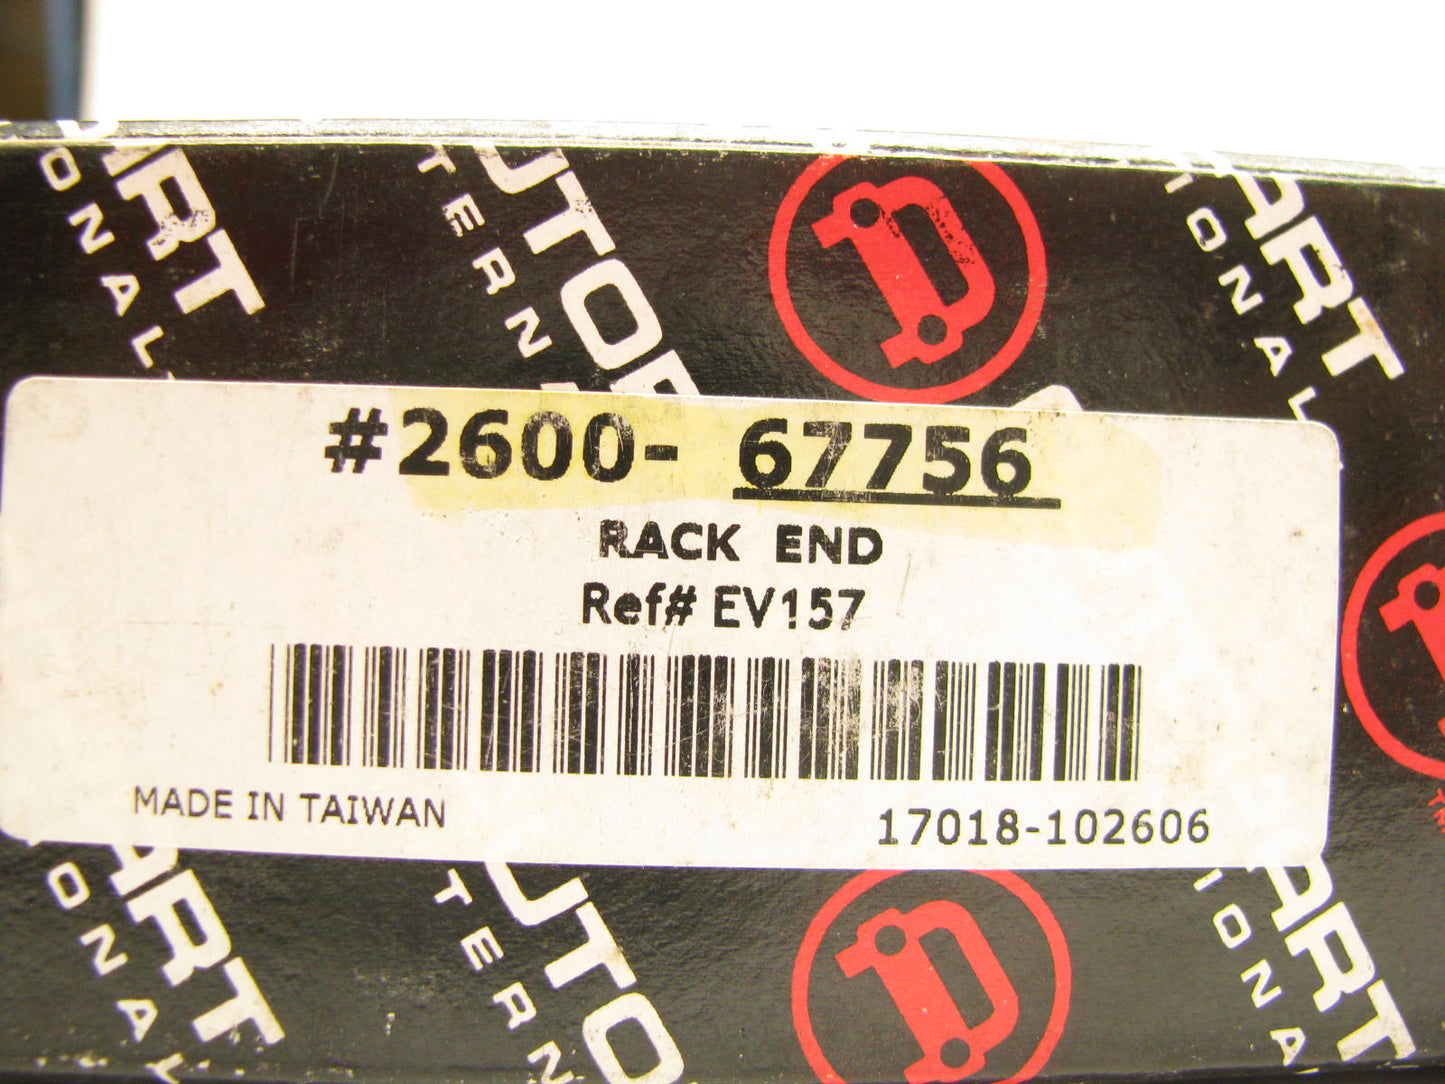 #2600- 67756
RACK END
Ref# EV157
MADE IN TAIWAN
17018-102606